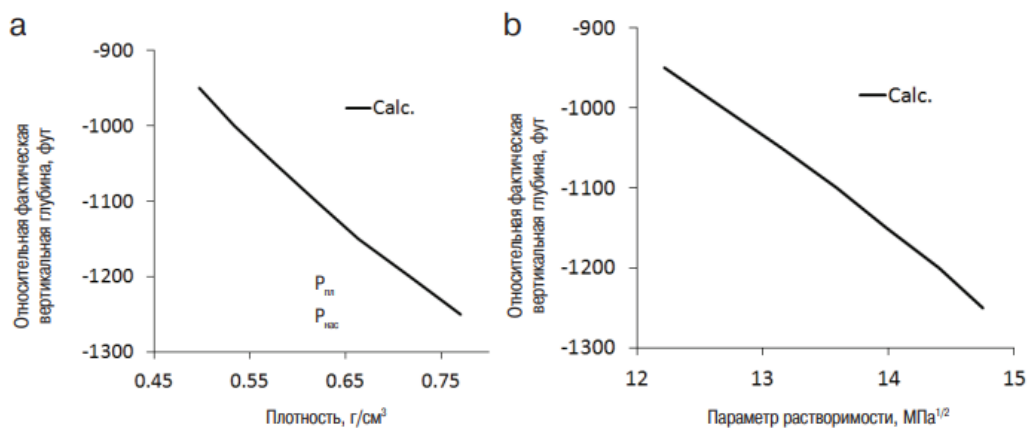 a
-900
-1000
-1100
-1200
-1300
0.45
0.55
0.65
0.75
Относительная фактическая
вертикальная глубина, фут
Calc.
Pпл
Pнас
Плотность, г/см³
b
-900
-1000
-1100
-1200
-1300
12
13
14
15
Относительная фактическая
вертикальная глубина, фут
Calc.
Параметр растворимости, МПа¹/²